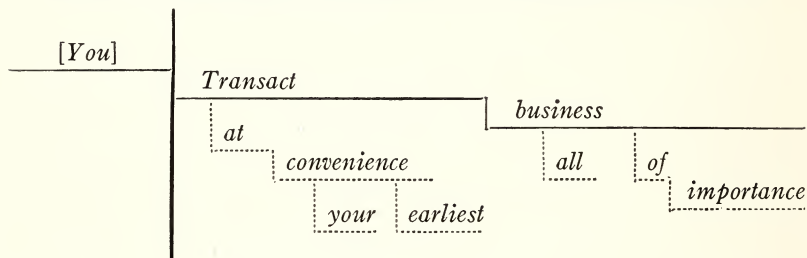 [You]
Transact
business
at
convenience
all
of
importance
your
earliest